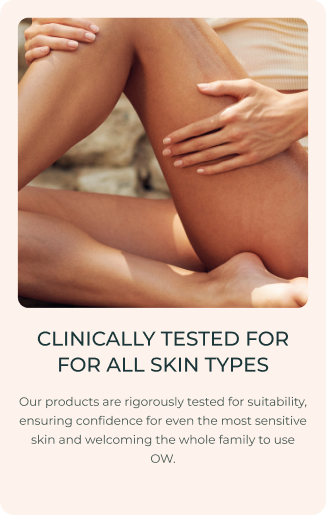 CLINICALLY TESTED FOR
FOR ALL SKIN TYPES
Our products are rigorously tested for suitability,
ensuring confidence for even the most sensitive
skin and welcoming the whole family to use
OW.